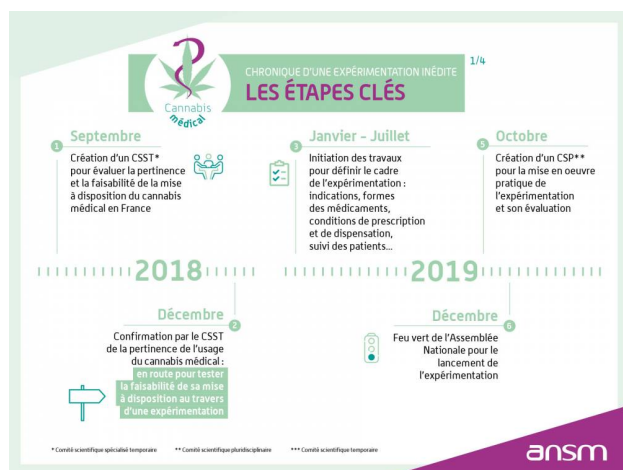 CHRONIQUE D'UNE EXPÉRIMENTATION INÉDITE
1/4
LES ÉTAPES CLÉS
Cannabis
médical
1
Septembre
Création d'un CSST*
pour évaluer la pertinence
et la faisabilité de la mise
à disposition du cannabis
médical en France
3
Janvier - Juillet
Initiation des travaux
pour définir le cadre
de l'expérimentation :
indications, formes
des médicaments,
conditions de prescription
et de dispensation,
suivi des patients...
5
Octobre
Création d'un CSP**
pour la mise en oeuvre
pratique de
l'expérimentation
et son évaluation
2018
2019
Décembre
2
Confirmation par le CSST
de la pertinence de l'usage
du cannabis médical :
en route pour tester
la faisabilité de sa mise
à disposition au travers
d'une expérimentation
Décembre
6
Feu vert de l'Assemblée
Nationale pour le
lancement de
l'expérimentation
* Comité scientifique spécialisé temporaire
** Comité scientifique pluridisciplinaire
*** Comité scientifique temporaire
ansm